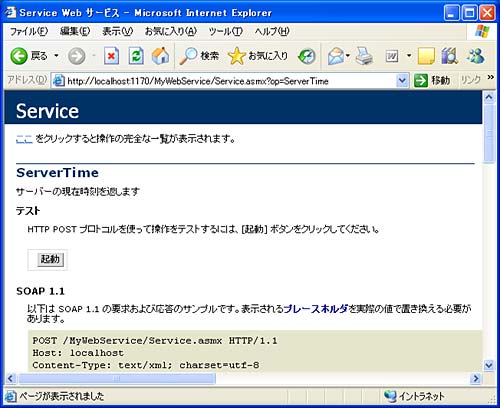 Service Web サービス - Microsoft Internet Explorer
ファイル(F) 編集(E) 表示(V) お気に入り(A) ツール(T) ヘルプ(H)
戻る 検索 お気に入り
アドレス(D) http://localhost:1170/MyWebService/Service.asmx?op=ServerTime 移動 リンク »
Service
ここ をクリックすると操作の完全な一覧が表示されます。
ServerTime
サーバーの現在時刻を返します
テスト
HTTP POST プロトコルを使って操作をテストするには、[起動] ボタンをクリックしてください。
起動
SOAP 1.1
以下は SOAP 1.1 の要求および応答のサンプルです。表示されるプレースホルダを実際の値で置き換える必要が
あります。
POST /MyWebService/Service.asmx HTTP/1.1
Host: localhost
Content-Type: text/xml; charset=utf-8
ページが表示されました イントラネット